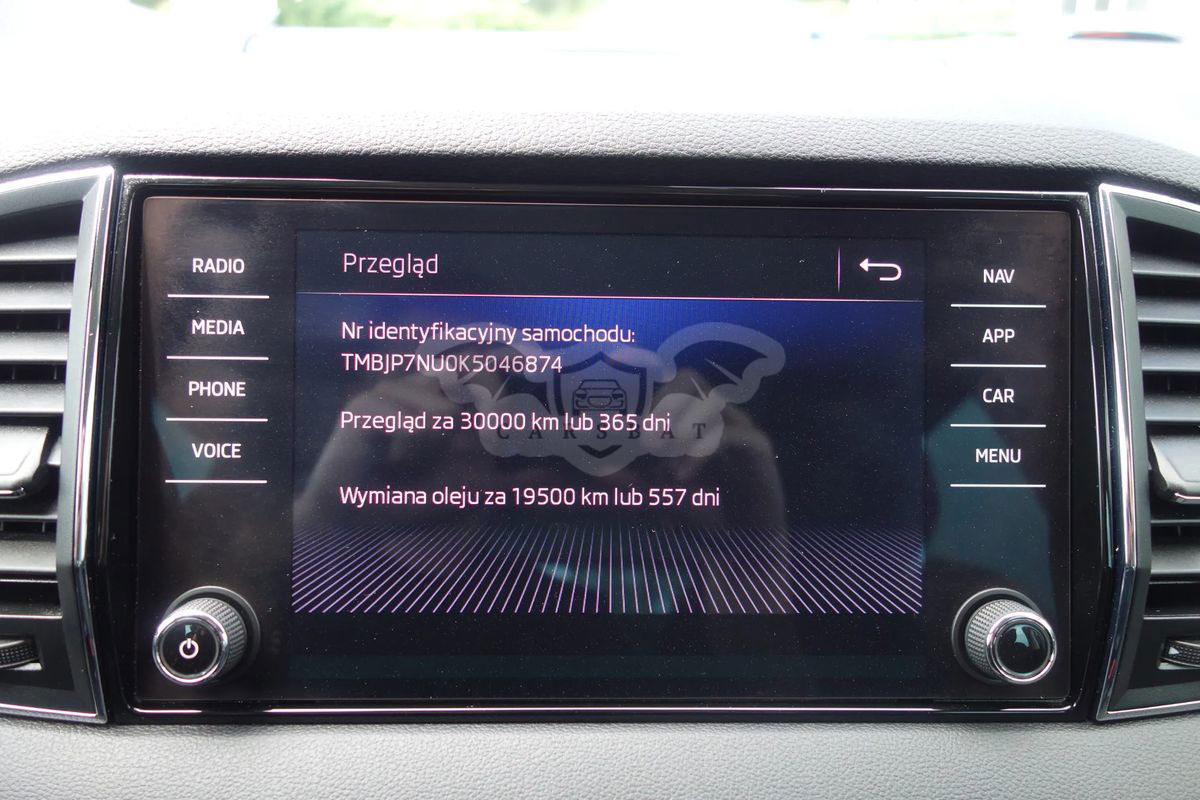 Przegląd
RADIO
MEDIA
PHONE
VOICE
Nr identyfikacyjny samochodu:
TMBJP7NU0K5046874
Przegląd za 30000 km lub 365 dni
CARSBAT
Wymiana oleju za 19500 km lub 557 dni
NAV
APP
CAR
MENU